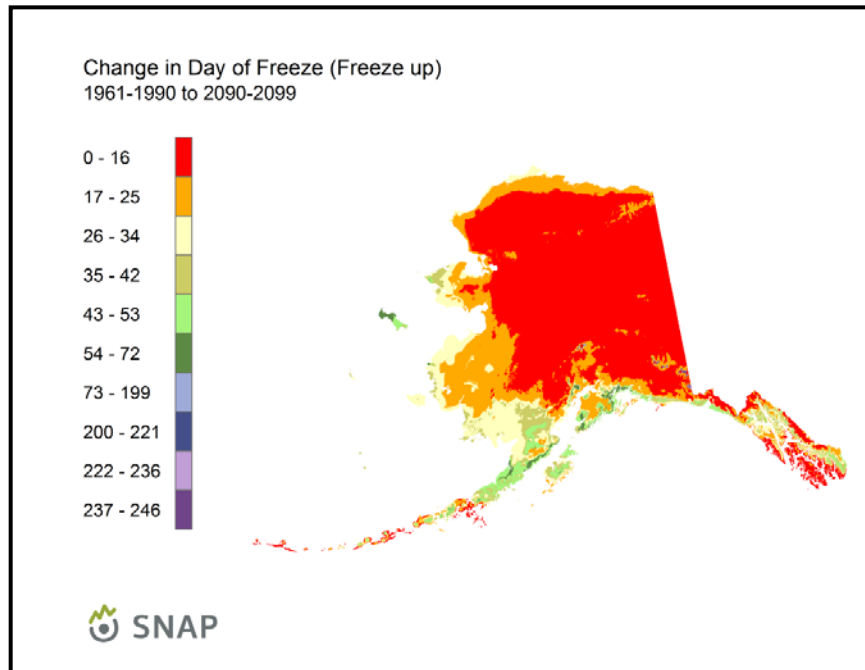 Change in Day of Freeze (Freeze up)
1961-1990 to 2090-2099
0 - 16
17 - 25
26 - 34
35 - 42
43 - 53
54 - 72
73 - 199
200 - 221
222 - 236
237 - 246
SNAP